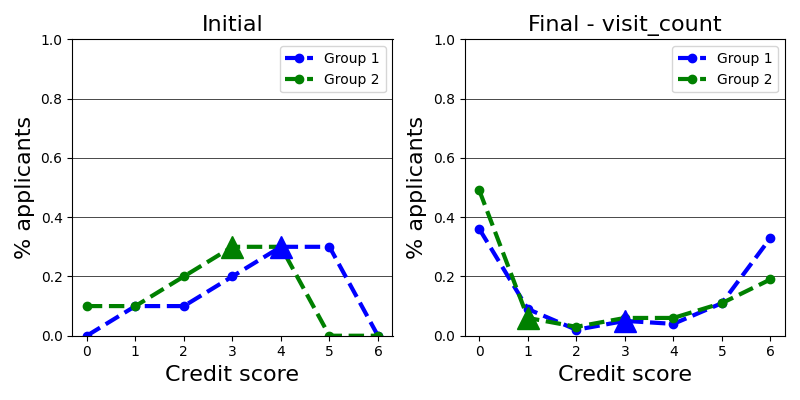 Initial
% applicants
1.0
0.8
0.6
0.4
0.2
0.0
Group 1
Group 2
0 1 2 3 4 5 6
Credit score
Final - visit_count
% applicants
1.0
0.8
0.6
0.4
0.2
0.0
Group 1
Group 2
0 1 2 3 4 5 6
Credit score